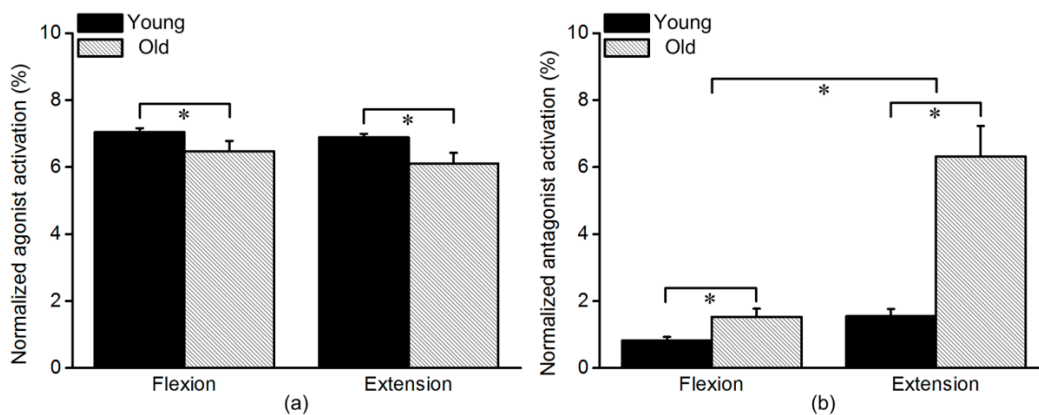 Normalized agonist activation (%)
10
8
6
4
2
0
Young
Old
*
*
Flexion
Extension
(a)
Normalized antagonist activation (%)
10
8
6
4
2
0
Young
Old
*
*
*
Flexion
Extension
(b)